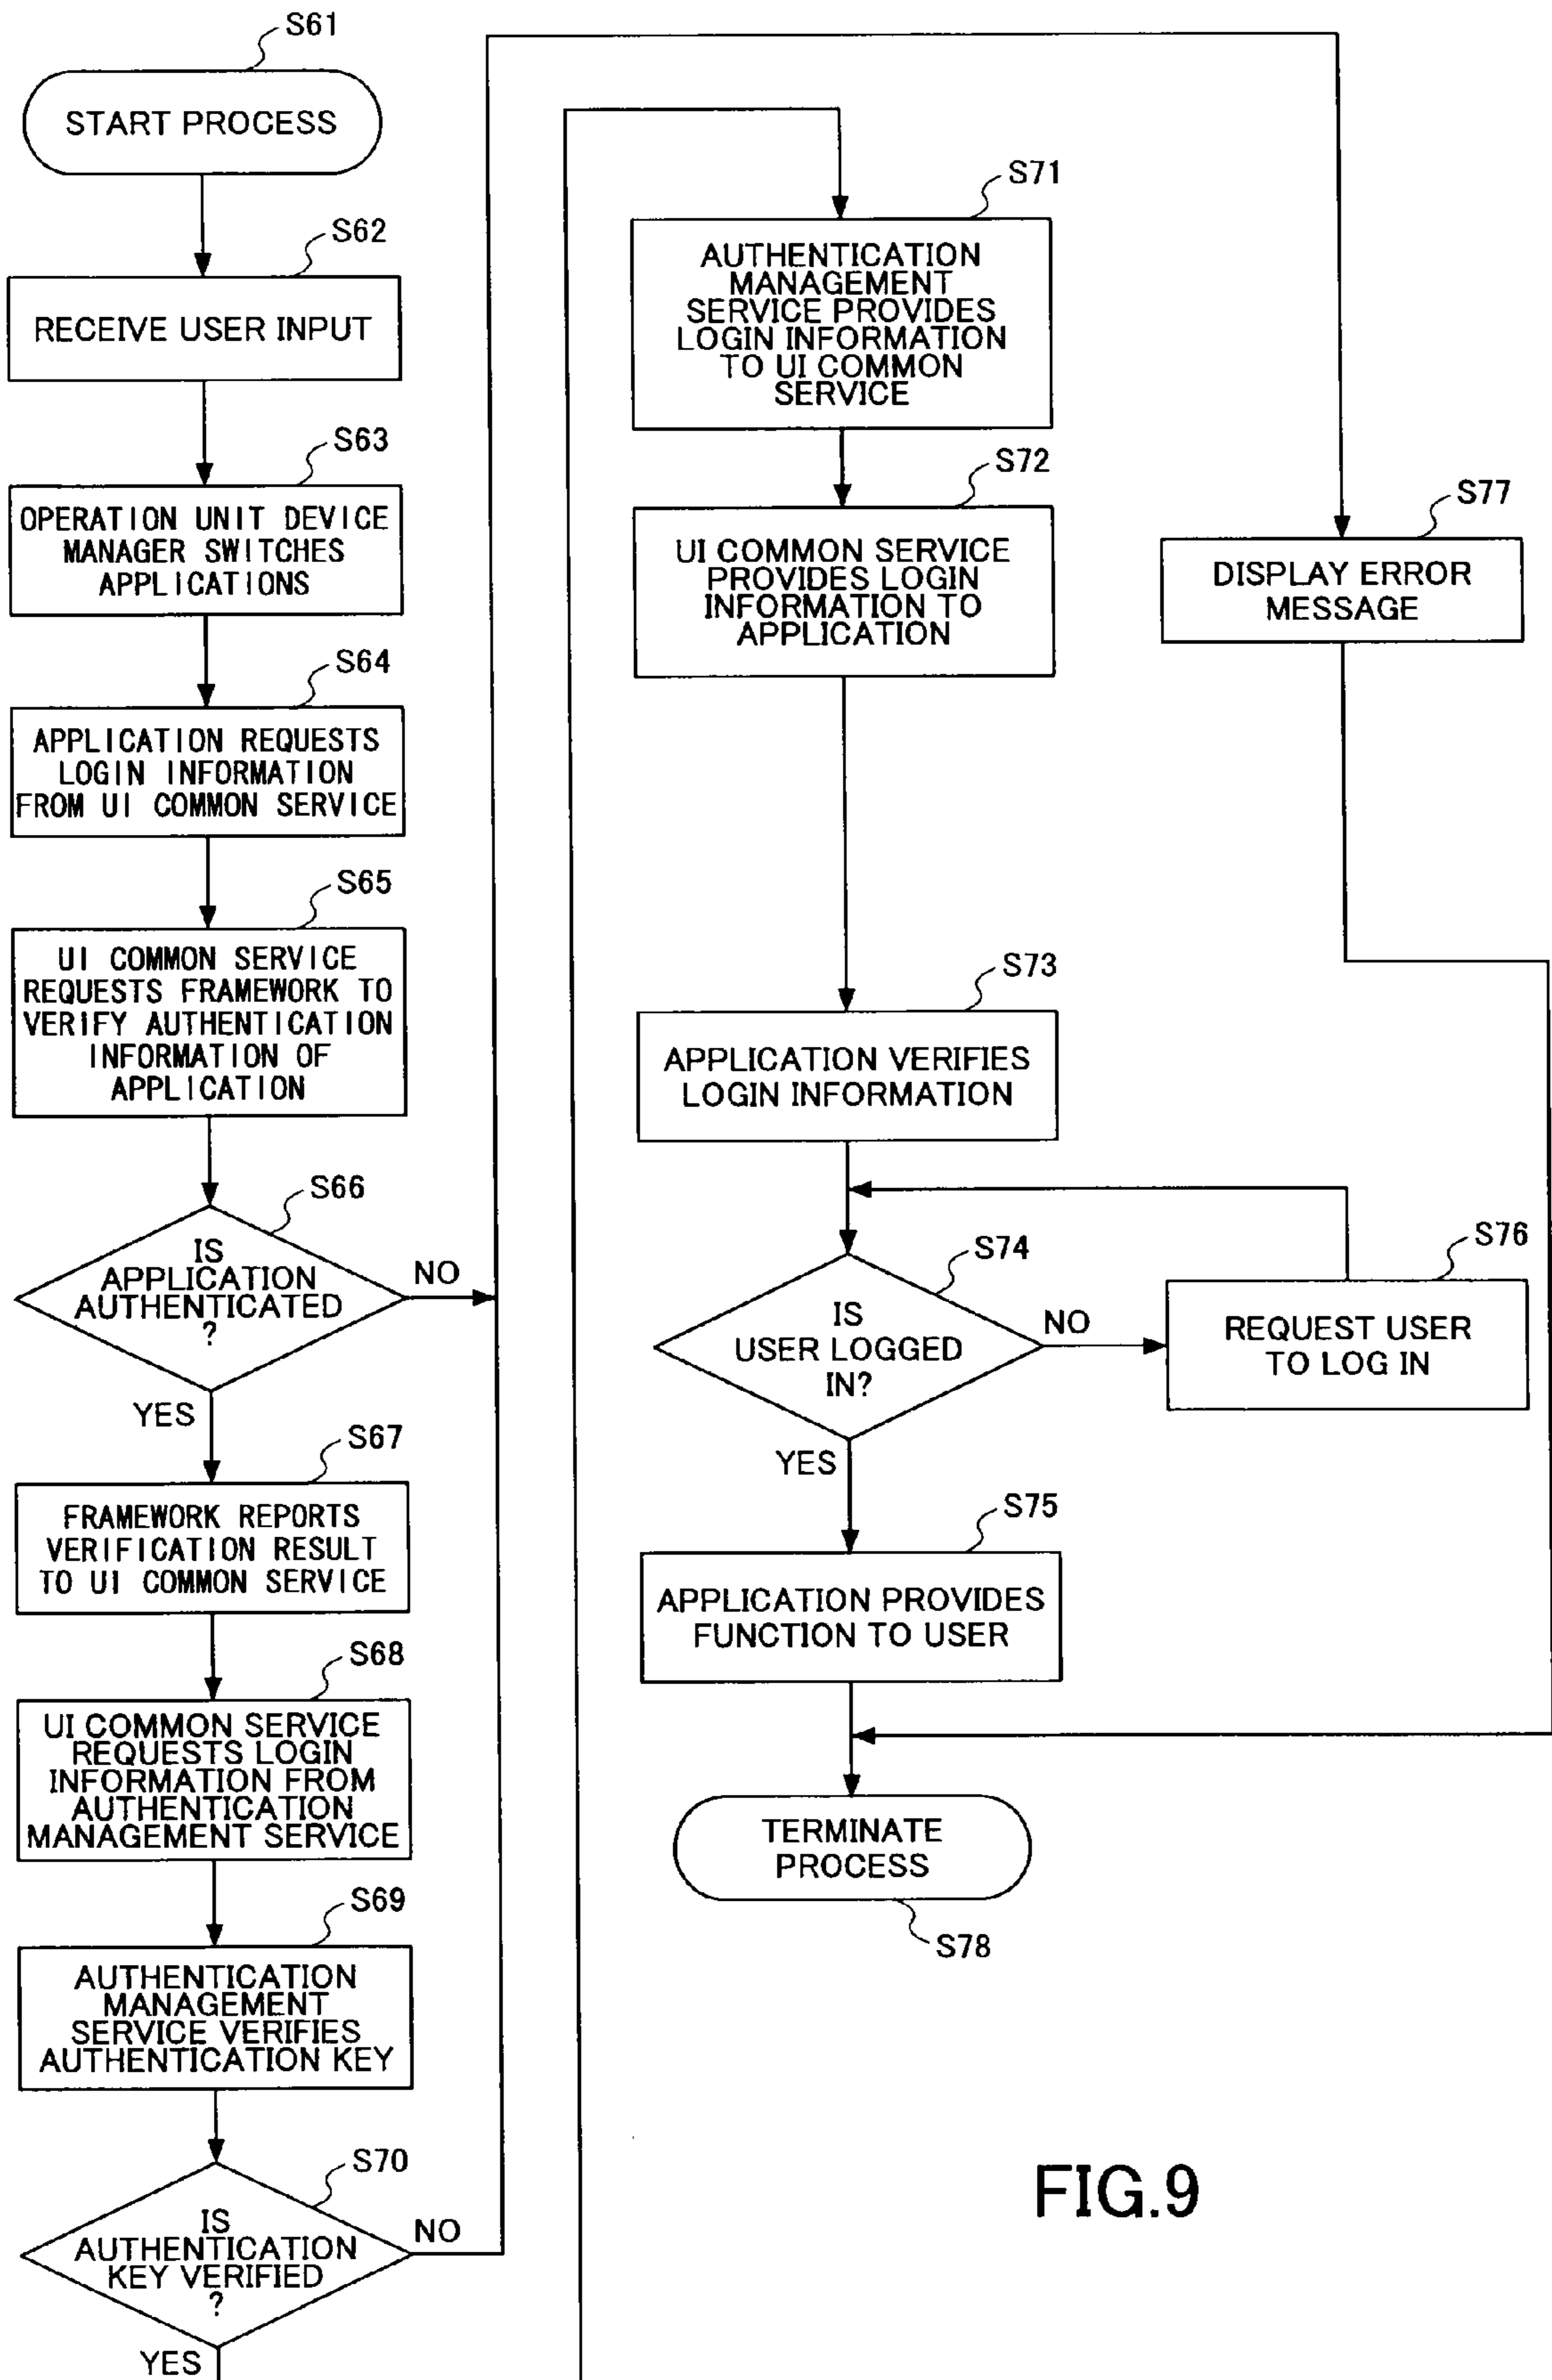 S61
START PROCESS
S62
RECEIVE USER INPUT
S63
OPERATION UNIT DEVICE
MANAGER SWITCHES
APPLICATIONS
S64
APPLICATION REQUESTS
LOGIN INFORMATION
FROM UI COMMON SERVICE
S65
UI COMMON SERVICE
REQUESTS FRAMEWORK TO
VERIFY AUTHENTICATION
INFORMATION OF
APPLICATION
S66
IS
APPLICATION
AUTHENTICATED
?
NO
YES
S67
FRAMEWORK REPORTS
VERIFICATION RESULT
TO UI COMMON SERVICE
S68
UI COMMON SERVICE
REQUESTS LOGIN
INFORMATION FROM
AUTHENTICATION
MANAGEMENT SERVICE
S69
AUTHENTICATION
MANAGEMENT
SERVICE VERIFIES
AUTHENTICATION KEY
S70
IS
AUTHENTICATION
KEY VERIFIED
?
NO
YES
S71
AUTHENTICATION
MANAGEMENT
SERVICE PROVIDES
LOGIN INFORMATION
TO UI COMMON
SERVICE
S72
UI COMMON SERVICE
PROVIDES LOGIN
INFORMATION TO
APPLICATION
S73
APPLICATION VERIFIES
LOGIN INFORMATION
S74
IS
USER LOGGED
IN?
NO
YES
S75
APPLICATION PROVIDES
FUNCTION TO USER
TERMINATE
PROCESS
S78
S77
DISPLAY ERROR
MESSAGE
S76
REQUEST USER
TO LOG IN
FIG.9